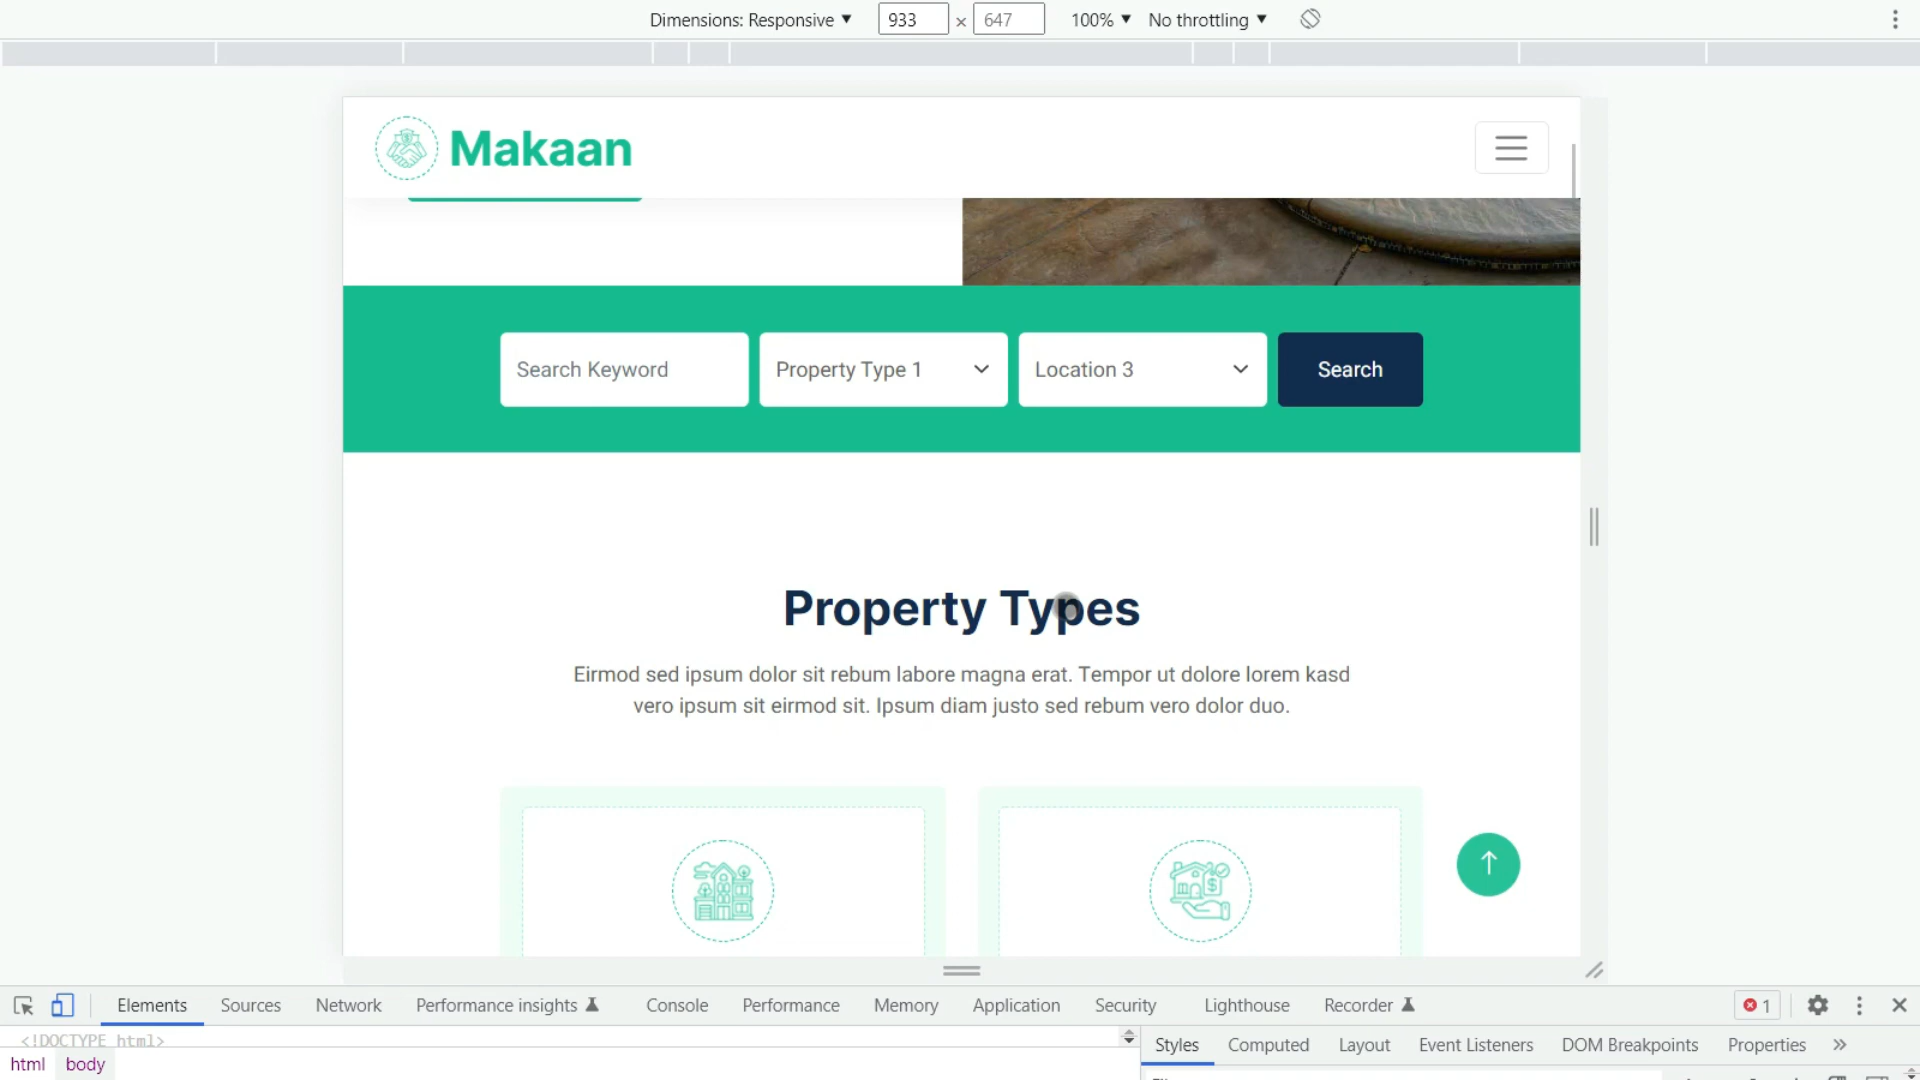 Dimensions: Responsive ▼ 933 × 647 100% ▼ No throttling ▼
Makaan
Search Keyword Property Type 1 Location 3 Search
Property Types
Eirmod sed ipsum dolor sit rebum labore magna erat. Tempor ut dolore lorem kasd
vero ipsum sit eirmod sit. Ipsum diam justo sed rebum vero dolor duo.
Elements Sources Network Performance insights Console Performance Memory Application Security Lighthouse Recorder 1
<!DOCTYPE html>
Styles Computed Layout Event Listeners DOM Breakpoints Properties »
html body